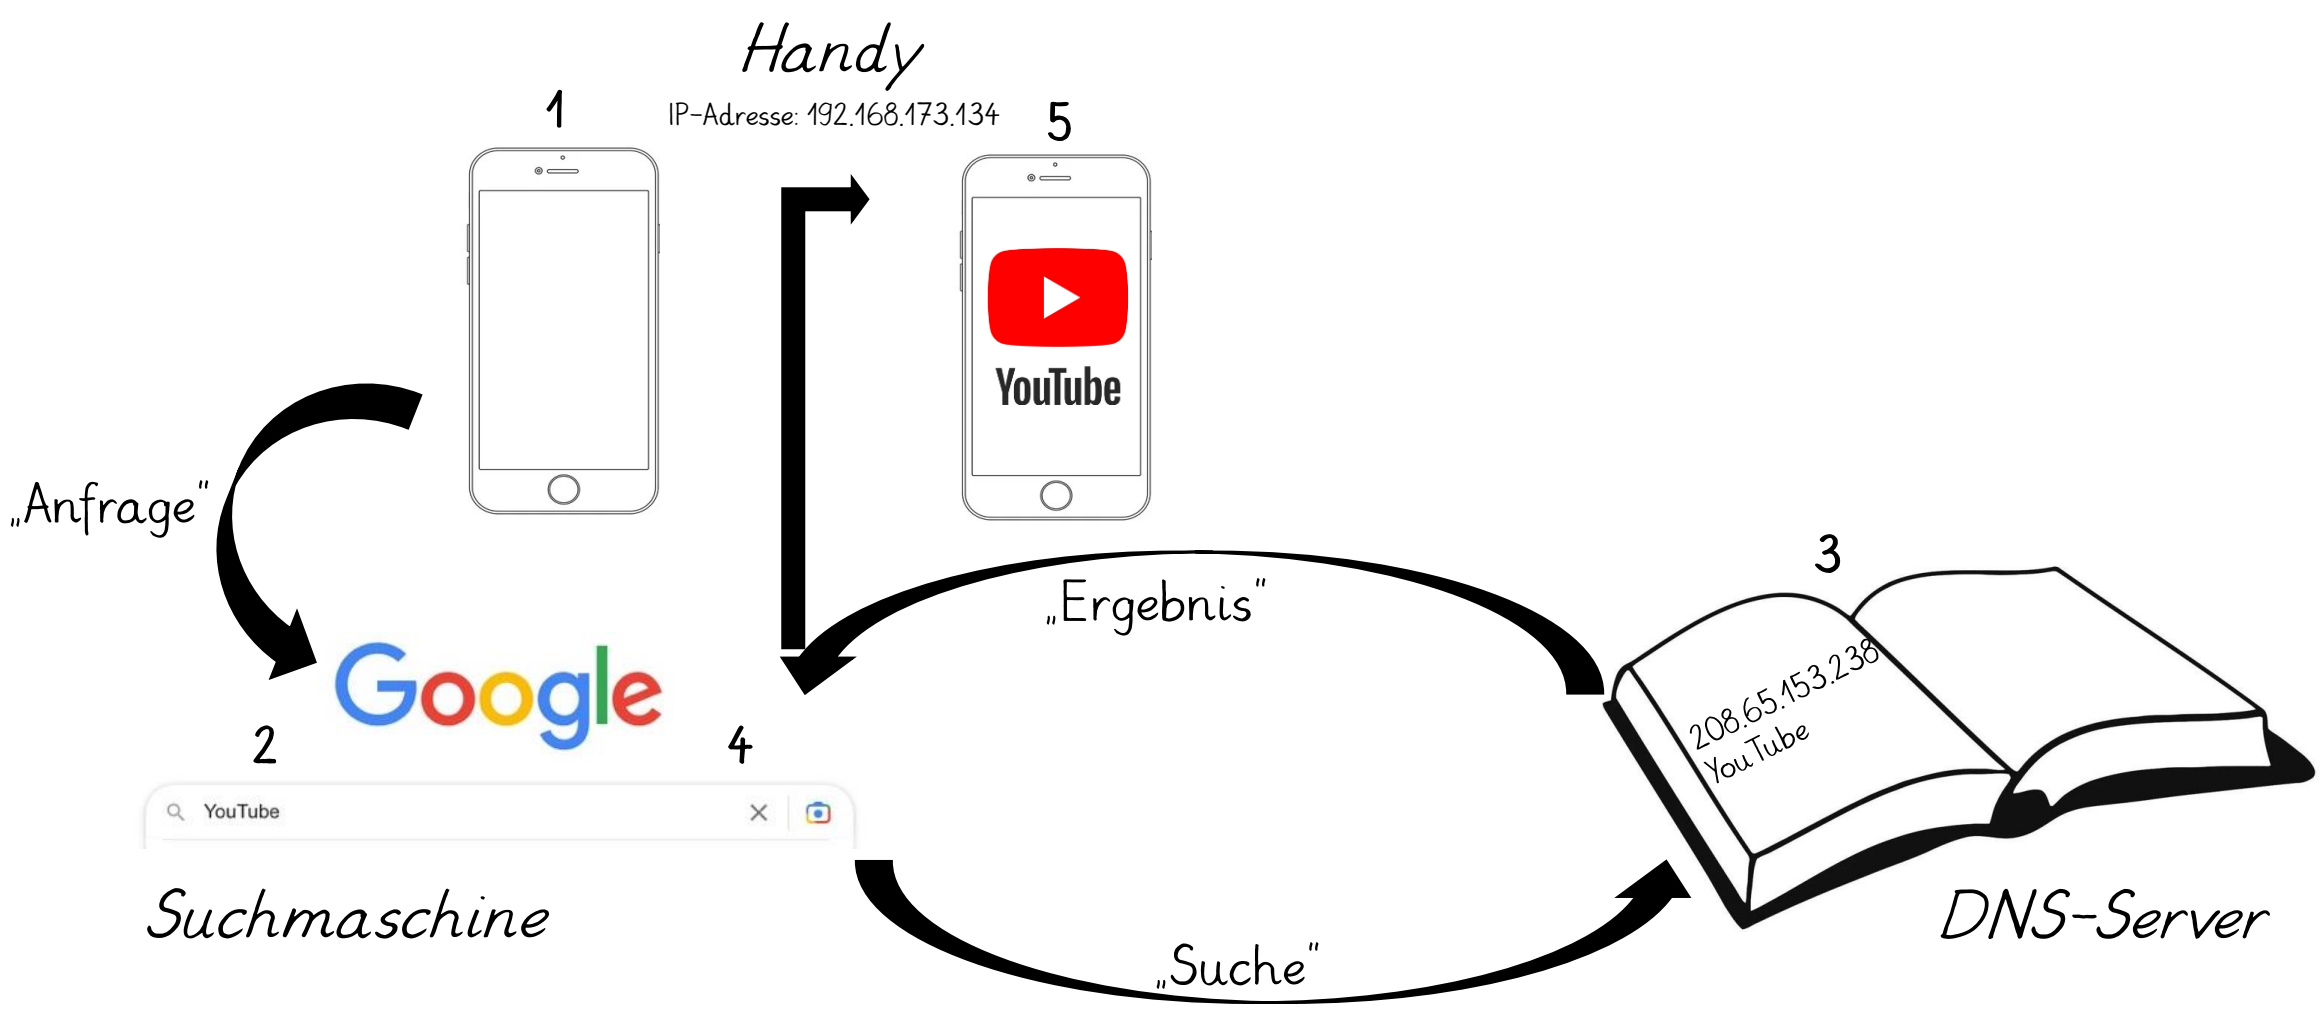 Handy
IP-Adresse: 192.168.173.134
1
5
YouTube
„Anfrage“
„Ergebnis“
3
208.65.153.238
YouTube
Google
2
4
YouTube
Suchmaschine
DNS-Server
„Suche“